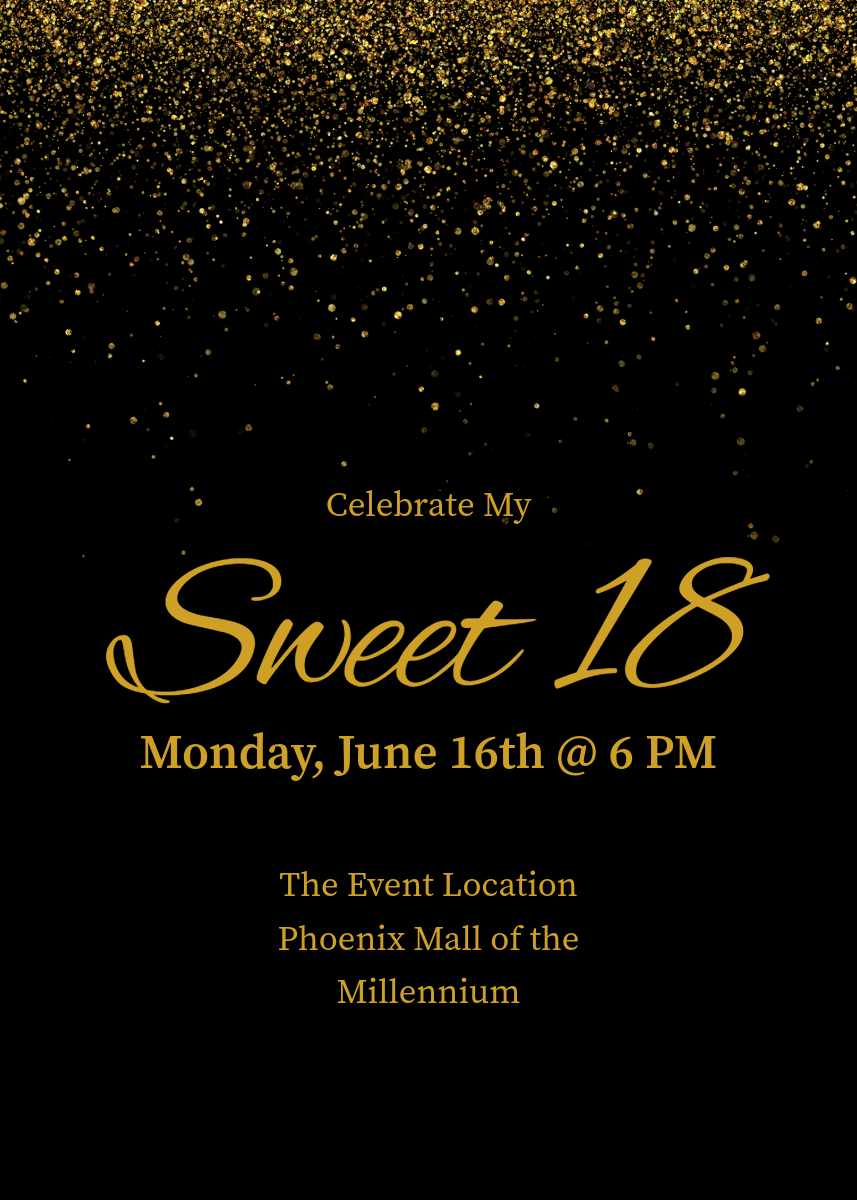 Celebrate My
Sweet 18
Monday, June 16th @ 6 PM
The Event Location
Phoenix Mall of the
Millennium